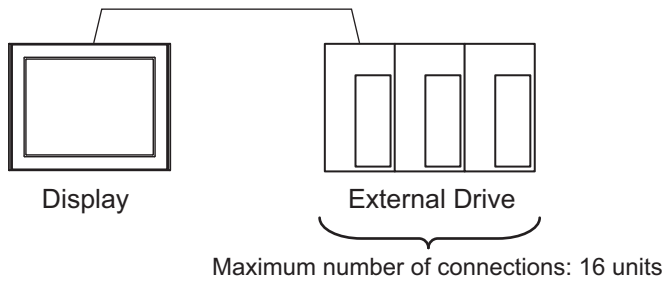 Display
External Drive
Maximum number of connections: 16 units